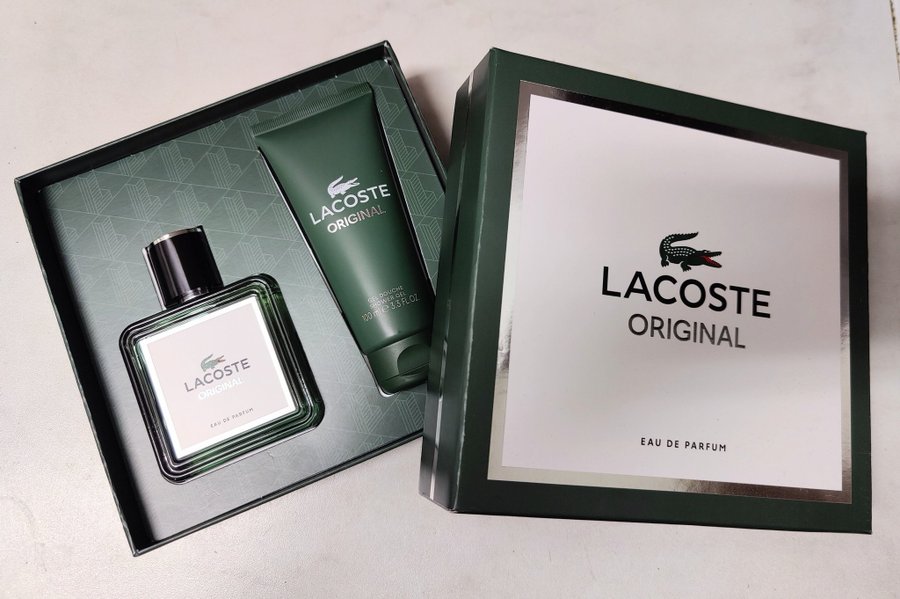 LACOSTE
ORIGINAL
EAU DE PARFUM
LACOSTE
ORIGINAL
GEL DOUCHE
SHOWER GEL
100 ml e 3.3 FL.OZ.
LACOSTE
ORIGINAL
EAU DE PARFUM